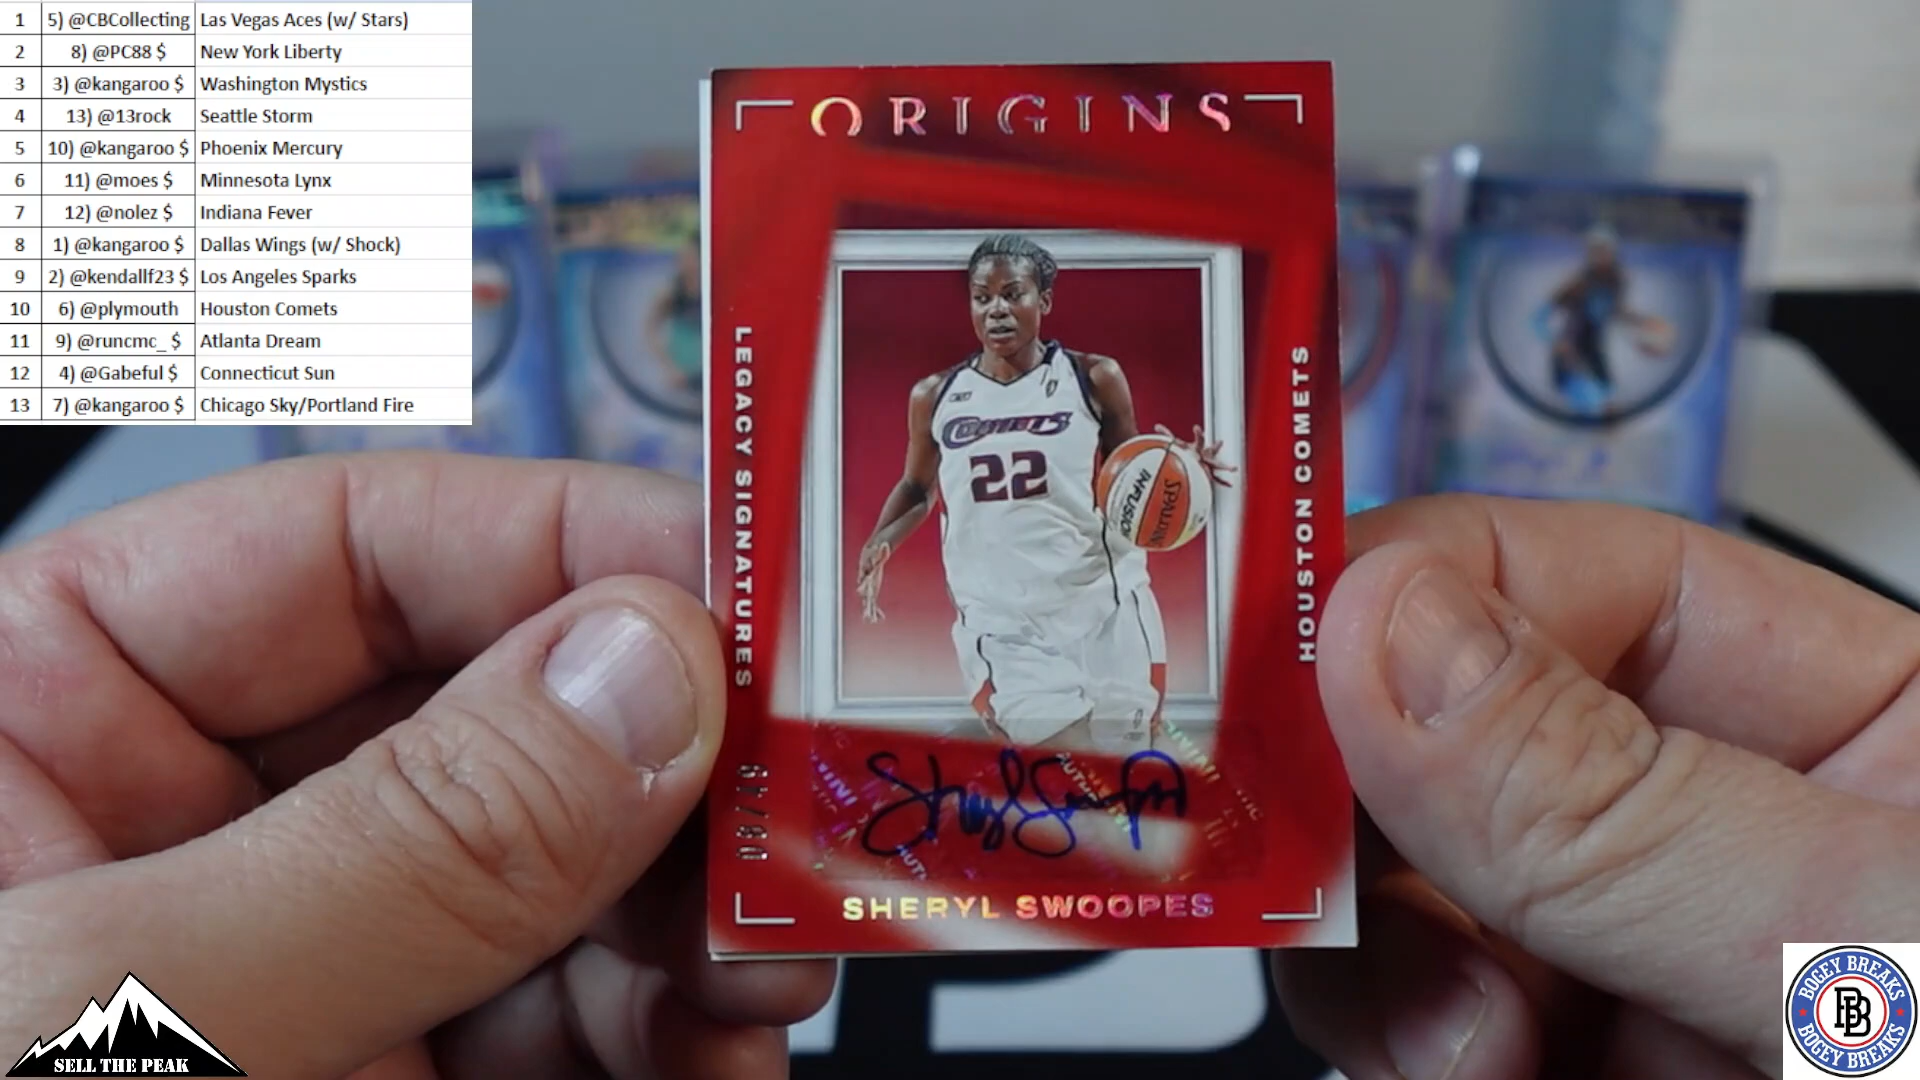 1 5) @CBCollecting Las Vegas Aces (w/ Stars)
2 8) @PC88 $ New York Liberty
3 3) @kangaroo $ Washington Mystics
4 13) @13rock Seattle Storm
5 10) @kangaroo $ Phoenix Mercury
6 11) @moes $ Minnesota Lynx
7 12) @nolez $ Indiana Fever
8 1) @kangaroo $ Dallas Wings (w/ Shock)
9 2) @kendallf23 $ Los Angeles Sparks
10 6) @plymouth Houston Comets
11 9) @runcmc_ $ Atlanta Dream
12 4) @Gabeful $ Connecticut Sun
13 7) @kangaroo $ Chicago Sky/Portland Fire
ORIGINS
LEGACY SIGNATURES
HOUSTON COMETS
COMETS
22
SPALDING
INFUSION
08/49
Sheryl Swoopes
SHERYL SWOOPES
SELL THE PEAK
BOGEY BREAKS
BB
BOGEY BREAKS